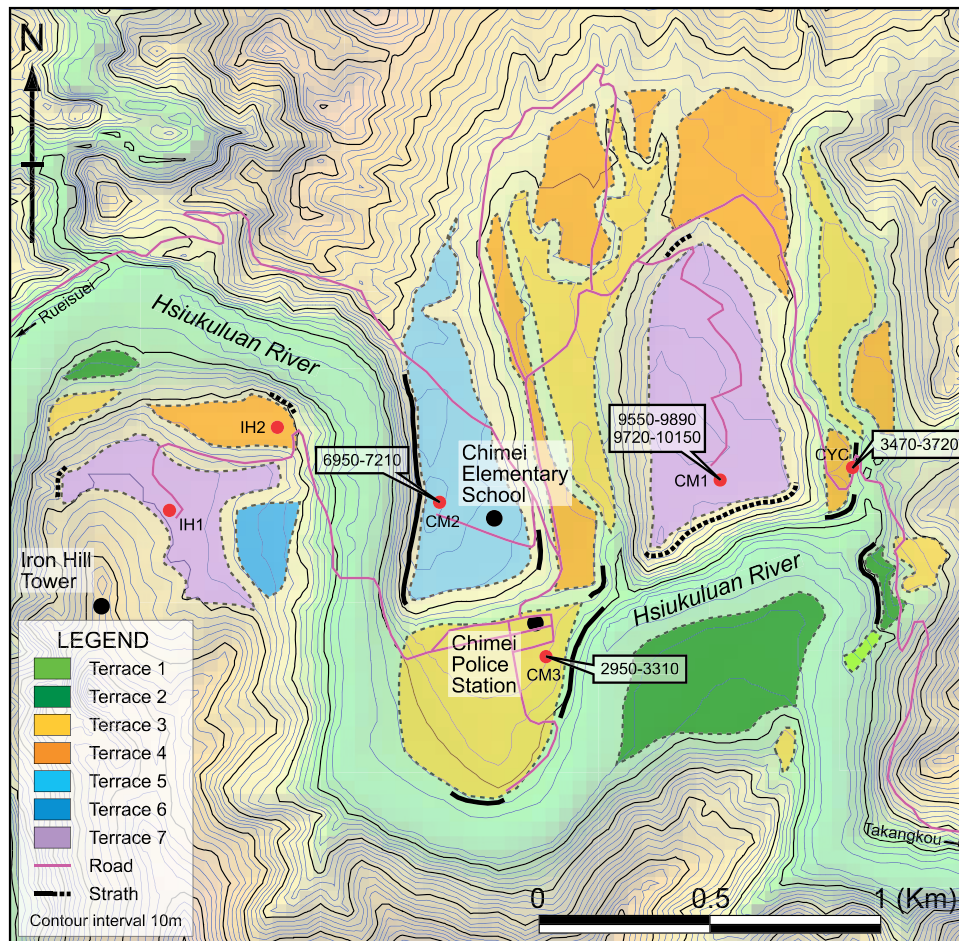 N
Rueisuei
Hsiukuluan River
IH2
6950-7210
Chimei
Elementary
School
9550-9890
9720-10150
CM1
CYC
3470-3720
CM2
IH1
Iron Hill
Tower
Hsiukuluan River
Chimei
Police
Station
CM3
2950-3310
LEGEND
Terrace 1
Terrace 2
Terrace 3
Terrace 4
Terrace 5
Terrace 6
Terrace 7
Road
Strath
Contour interval 10m
Takangkou
0 0.5 1 (Km)